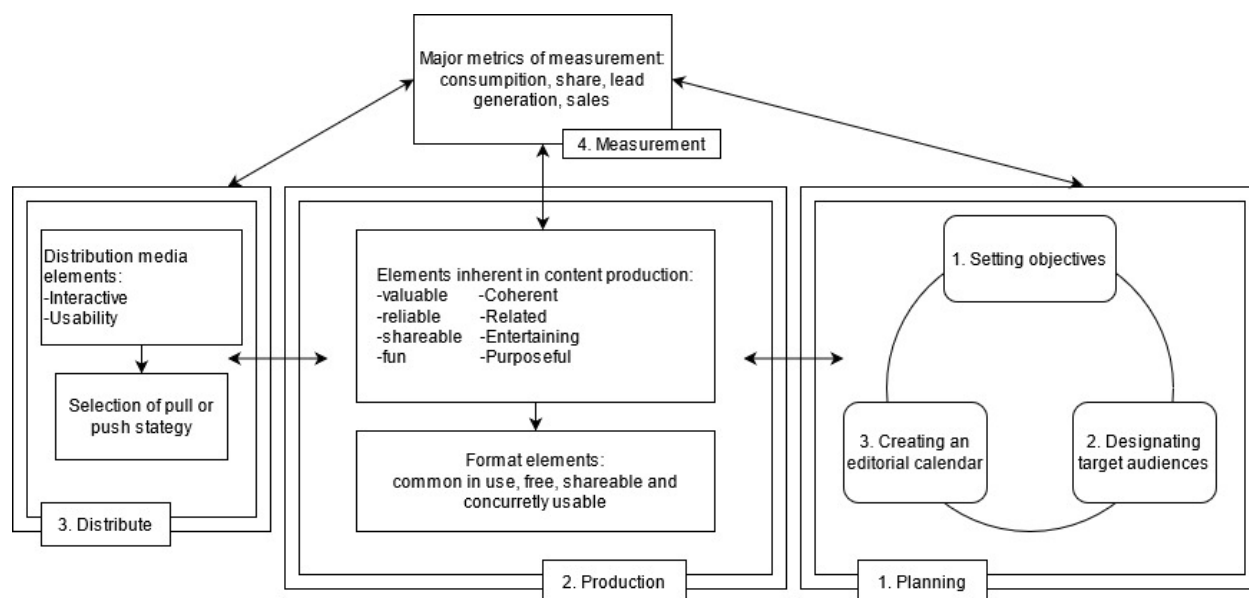 Major metrics of measurement:
consumpition, share, lead
generation, sales
4. Measurement
Distribution media
elements:
-Interactive
-Usability
Selection of pull or
push stategy
3. Distribute
Elements inherent in content production:
-valuable -Coherent
-reliable -Related
-shareable -Entertaining
-fun -Purposeful
Format elements:
common in use, free, shareable and
concurretly usable
2. Production
1. Setting objectives
3. Creating an
editorial calendar
2. Designating
target audiences
1. Planning